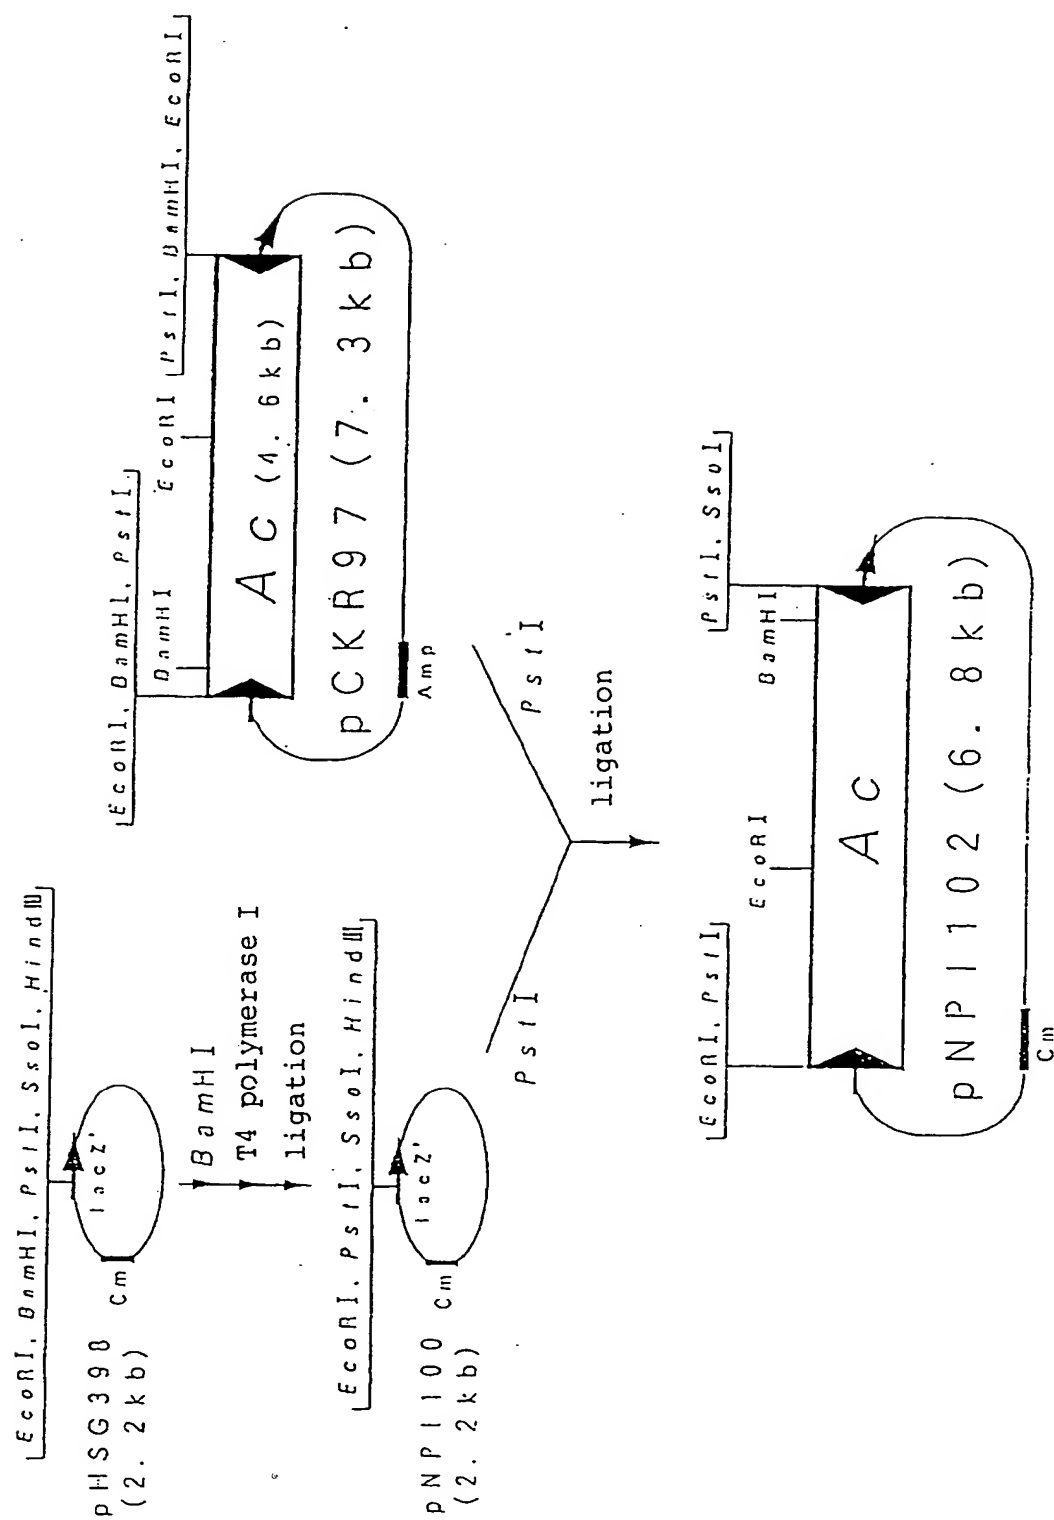 EcoRI, BamHI, PstI, SsoI, HindⅢ
lacZ'
Cm
pHSG398
(2. 2kb)
BamHI
T4 polymerase I
ligation
EcoRI, PstI, SsoI, HindⅢ
lacZ'
Cm
pNPI100
(2. 2kb)
EcoRI, BamHI, PstI
BamHI
EcoRI
PstI, BamHI, EcoRI
Ac (4. 6kb)
pCKR97 (7. 3kb)
Amp
PstI
PstI
ligation
EcoRI, PstI
EcoRI
BamHI
PstI, SsoI
Ac
pNPI102 (6. 8kb)
Cm